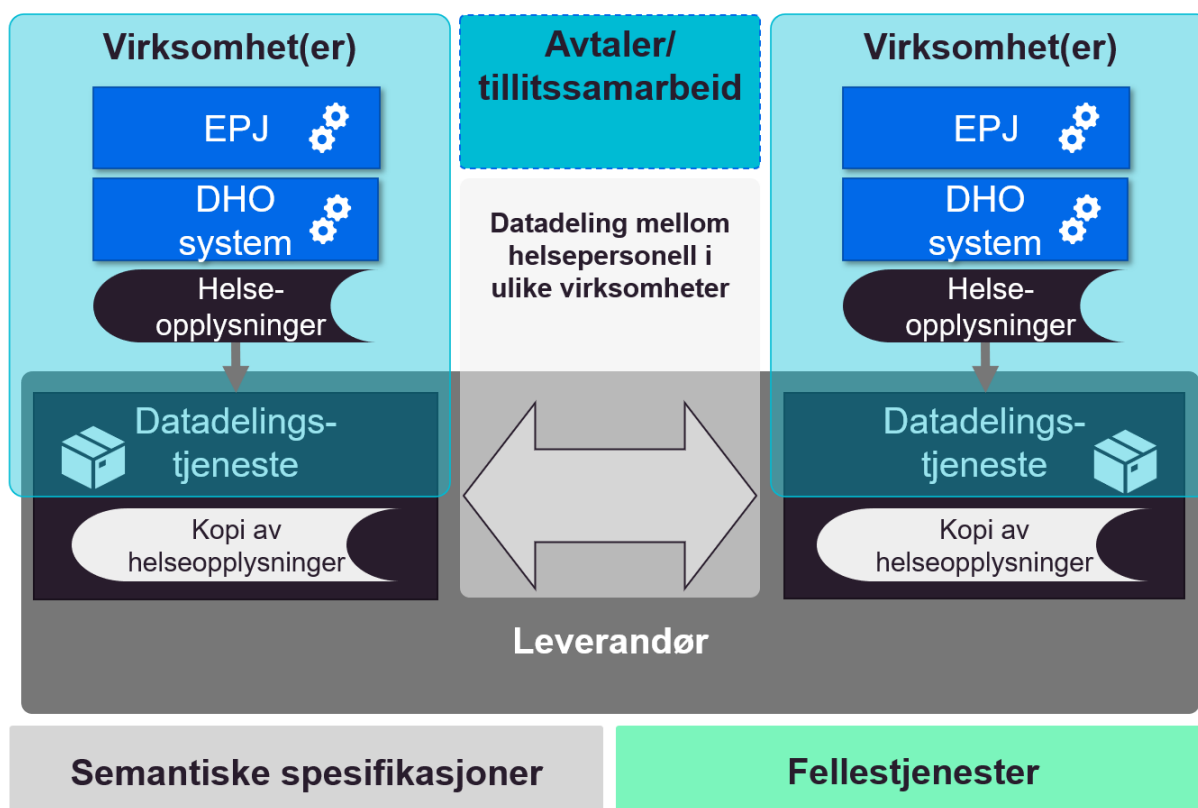 Virksomhet(er)
EPJ
DHO
system
Helse-
opplysninger
Datadelings-
tjeneste
Kopi av
helseopplysninger
Avtaler/
tillitssamarbeid
Datadeling mellom
helsepersonell i
ulike virksomheter
Virksomhet(er)
EPJ
DHO
system
Helse-
opplysninger
Datadelings-
tjeneste
Kopi av
helseopplysninger
Leverandør
Semantiske spesifikasjoner
Fellestjenester